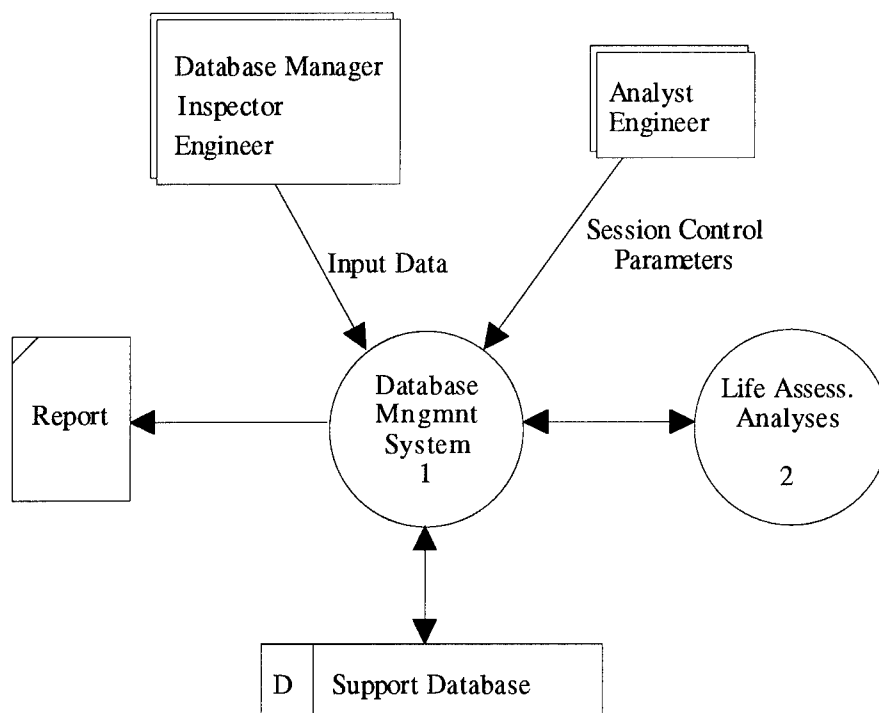 Database Manager
Inspector
Engineer
Analyst
Engineer
Session Control
Parameters
Input Data
Report
Database
Mngmnt
System
1
Life Assess.
Analyses
2
D
Support Database